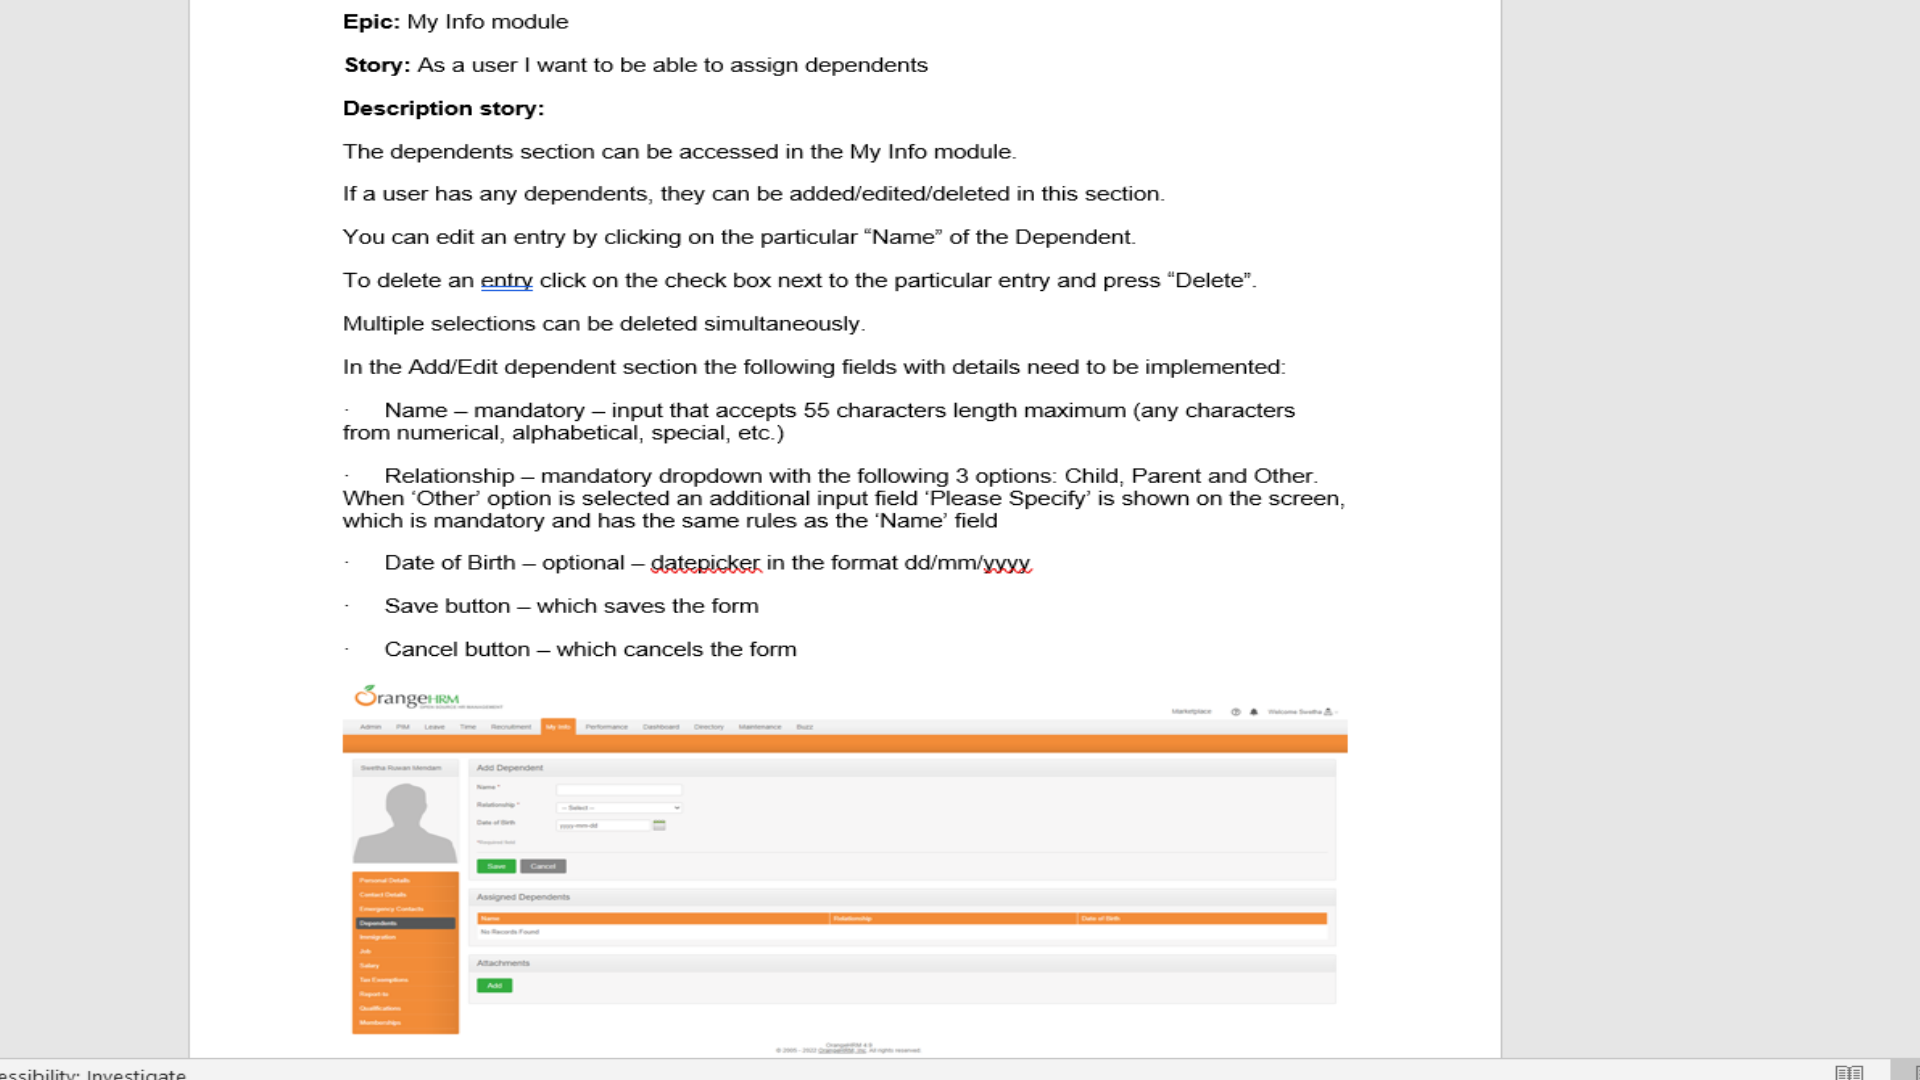 Epic: My Info module
Story: As a user I want to be able to assign dependents
Description story:
The dependents section can be accessed in the My Info module.
If a user has any dependents, they can be added/edited/deleted in this section.
You can edit an entry by clicking on the particular “Name” of the Dependent.
To delete an entry click on the check box next to the particular entry and press “Delete”.
Multiple selections can be deleted simultaneously.
In the Add/Edit dependent section the following fields with details need to be implemented:
· Name – mandatory – input that accepts 55 characters length maximum (any characters
from numerical, alphabetical, special, etc.)
· Relationship – mandatory dropdown with the following 3 options: Child, Parent and Other.
When ‘Other’ option is selected an additional input field ‘Please Specify’ is shown on the screen,
which is mandatory and has the same rules as the ‘Name’ field
· Date of Birth – optional – datepicker in the format dd/mm/yyyy
· Save button – which saves the form
· Cancel button – which cancels the form
OrangeHRM
OPEN SOURCE HR MANAGEMENT
Marketplace Welcome Swetha
Admin PIM Leave Time Recruitment My Info Performance Dashboard Directory Maintenance Buzz
Swetha Ruwan Mendam
Add Dependent
Name *
Relationship * -- Select --
Date of Birth yyyy-mm-dd
*Required field
Save Cancel
Personal Details
Contact Details
Emergency Contacts
Dependents
Immigration
Job
Salary
Tax Exemptions
Report-to
Qualifications
Memberships
Assigned Dependents
Name Relationship Date of Birth
No Records Found
Attachments
Add
OrangeHRM 4.9
© 2005 - 2022 OrangeHRM, Inc. All rights reserved.
essibility: Investigate